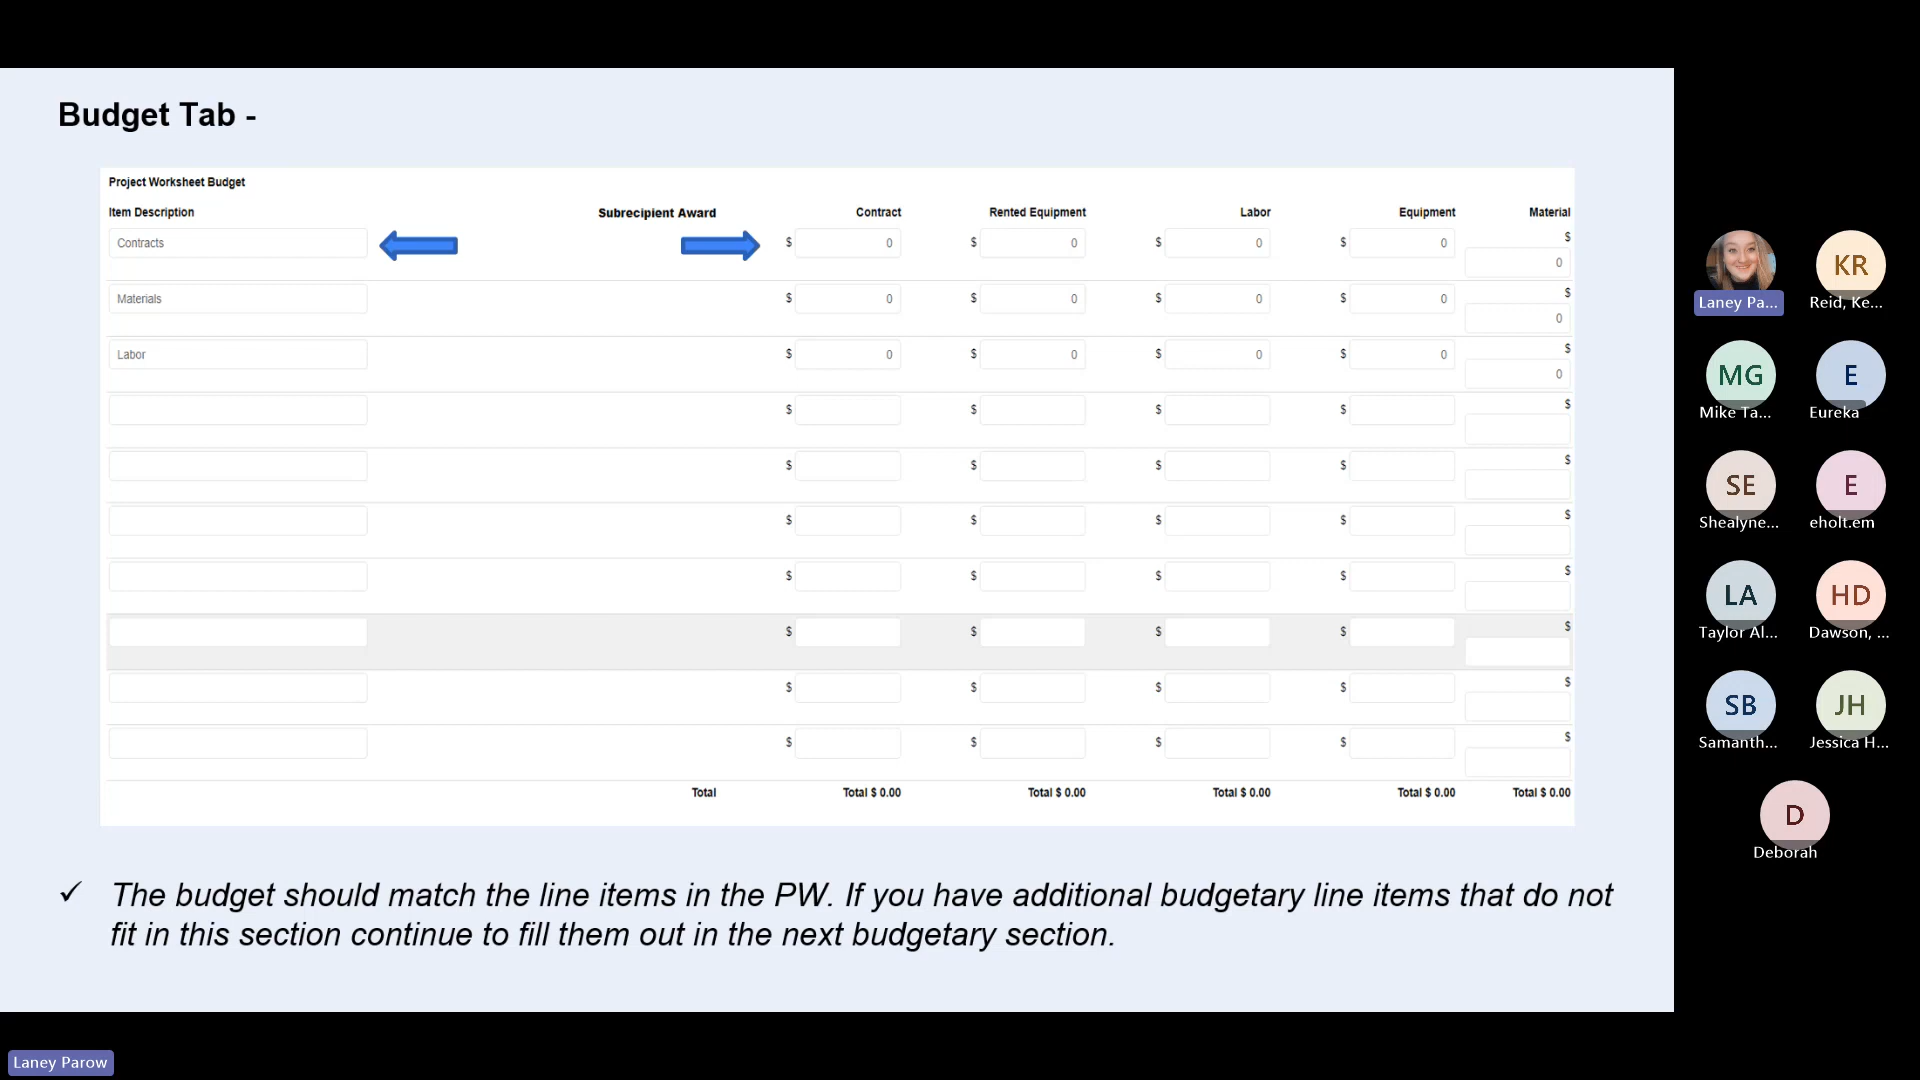 Budget Tab -
Project Worksheet Budget
Item Description Subrecipient Award Contract Rented Equipment Labor Equipment Material
Contracts $ 0 $ 0 $ 0 $ 0 $ 0
Materials $ 0 $ 0 $ 0 $ 0 $ 0
Labor $ 0 $ 0 $ 0 $ 0 $ 0
$ $ $ $ $
$ $ $ $ $
$ $ $ $ $
$ $ $ $ $
$ $ $ $ $
$ $ $ $ $
$ $ $ $ $
Total Total $ 0.00 Total $ 0.00 Total $ 0.00 Total $ 0.00 Total $ 0.00
✓ The budget should match the line items in the PW. If you have additional budgetary line items that do not
fit in this section continue to fill them out in the next budgetary section.
KR
Laney Pa... Reid, Ke...
MG E
Mike Ta... Eureka
SE E
Shealyne... eholt.em
LA HD
Taylor Al... Dawson, ...
SB JH
Samanth... Jessica H...
D
Deborah
Laney Parow